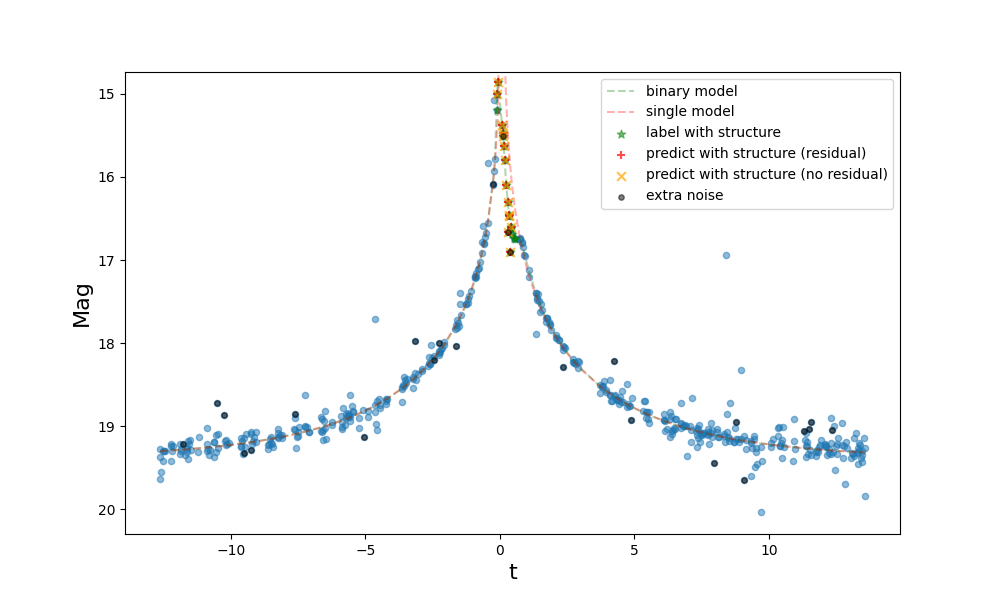 binary model
single model
label with structure
predict with structure (residual)
predict with structure (no residual)
extra noise
15
16
17
18
19
20
Mag
−10
−5
0
5
10
t